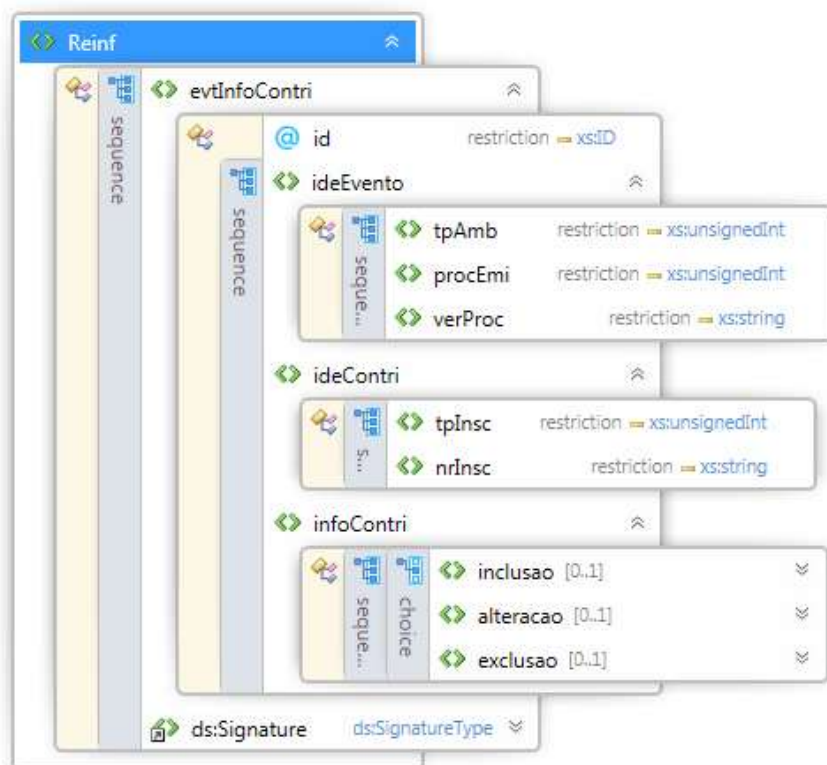 Reinf
evtInfoContri
sequence
@ id restriction xs:ID
ideEvento
sequence
tpAmb restriction xs:unsignedInt
procEmi restriction xs:unsignedInt
seque...
verProc restriction xs:string
ideContri
tpInsc restriction xs:unsignedInt
s...
nrInsc restriction xs:string
infoContri
inclusao [0..1]
seque...
choice
alteracao [0..1]
exclusao [0..1]
ds:Signature ds:SignatureType